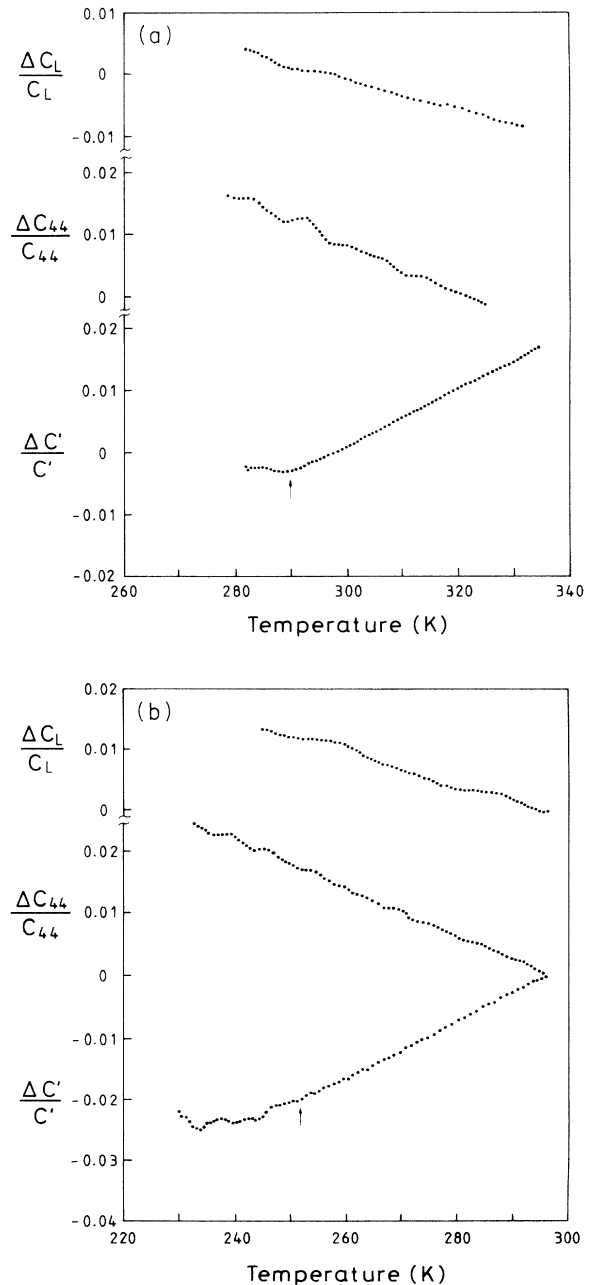 (a)
0.01
0
-0.01
ΔC_L
C_L
0.02
0.01
0
ΔC₄₄
C₄₄
0.02
0.01
0
-0.01
-0.02
ΔC'
C'
260 280 300 320 340
Temperature (K)
(b)
0.02
0.01
0
ΔC_L
C_L
0.02
0.01
0
-0.01
-0.02
-0.03
-0.04
ΔC₄₄
C₄₄
ΔC'
C'
220 240 260 280 300
Temperature (K)